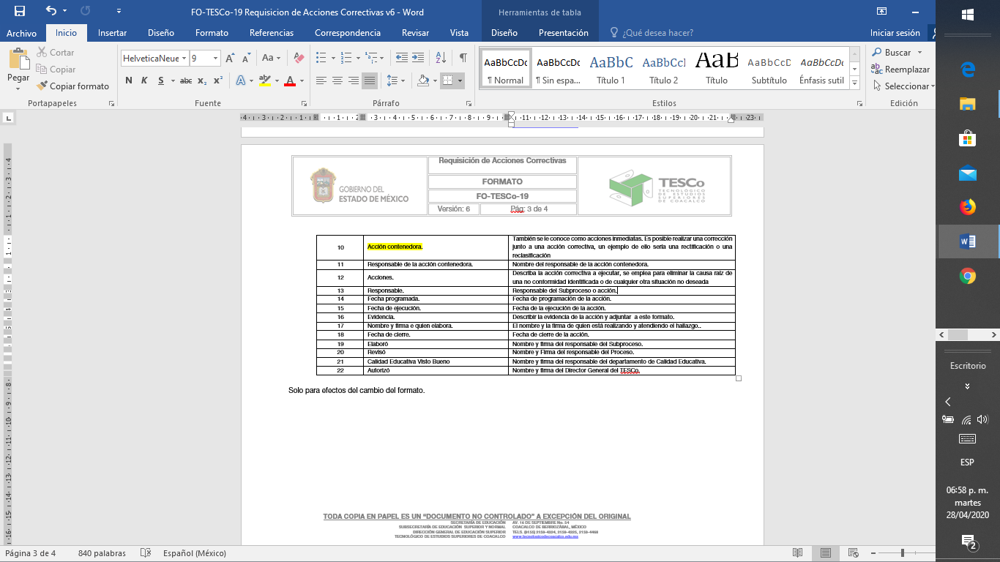 FO-TESCo-19 Requisicion de Acciones Correctivas v6 - Word
Herramientas de tabla
Archivo Inicio Insertar Diseño Formato Referencias Correspondencia Revisar Vista Diseño Presentación ¿Qué desea hacer? Iniciar sesión
Pegar
Cortar
Copiar
Copiar formato
Portapapeles
HelveticaNeue 9
N K S abc x₂ x²
Fuente
Párrafo
AaBbCcDc AaBbCcDc AaBbC AaBbCcI AaB AaBbCcD AaBbCcDc
¶ Normal ¶ Sin espa... Título 1 Título 2 Título Subtítulo Énfasis sutil
Estilos
Buscar
Reemplazar
Seleccionar
Edición
GOBIERNO DEL
ESTADO DE MÉXICO
Requisición de Acciones Correctivas
FORMATO
FO-TESCo-19
Versión: 6 Pág: 3 de 4
TESCo
TECNOLÓGICO
DE ESTUDIOS
SUPERIORES
DE COACALCO
10 Acción contenedora. También se le conoce como acciones inmediatas. Es posible realizar una corrección
junto a una acción correctiva, un ejemplo de ello sería una rectificación o una
reclasificación
11 Responsable de la acción contenedora. Nombre del responsable de la acción contenedora.
12 Acciones. Describa la acción correctiva a ejecutar, se emplea para eliminar la causa raíz de
una no conformidad identificada o de cualquier otra situación no deseada
13 Responsable. Responsable del Subproceso o acción.
14 Fecha programada. Fecha de programación de la acción.
15 Fecha de ejecución. Fecha de la ejecución de la acción.
16 Evidencia. Describir la evidencia de la acción y adjuntar a este formato.
17 Nombre y firma e quien elabora. El nombre y la firma de quien está realizando y atendiendo el hallazgo..
18 Fecha de cierre. Fecha de cierre de la acción.
19 Elaboró Nombre y firma del responsable del Subproceso.
20 Revisó Nombre y Firma del responsable del Proceso.
21 Calidad Educativa Visto Bueno Nombre y firma del responsable del departamento de Calidad Educativa.
22 Autorizó Nombre y firma del Director General del TESCo.
Solo para efectos del cambio del formato.
TODA COPIA EN PAPEL ES UN “DOCUMENTO NO CONTROLADO” A EXCEPCIÓN DEL ORIGINAL
SECRETARÍA DE EDUCACIÓN AV. 16 DE SEPTIEMBRE No. 54
SUBSECRETARÍA DE EDUCACIÓN SUPERIOR Y NORMAL COACALCO DE BERRIOZÁBAL, MÉXICO
DIRECCIÓN GENERAL DE EDUCACIÓN SUPERIOR
TECNOLÓGICO DE ESTUDIOS SUPERIORES DE COACALCO www.tecnologicodecoacalco.edu.mx
Página 3 de 4 840 palabras Español (México)
Escritorio
ESP
06:58 p. m.
martes
28/04/2020
2